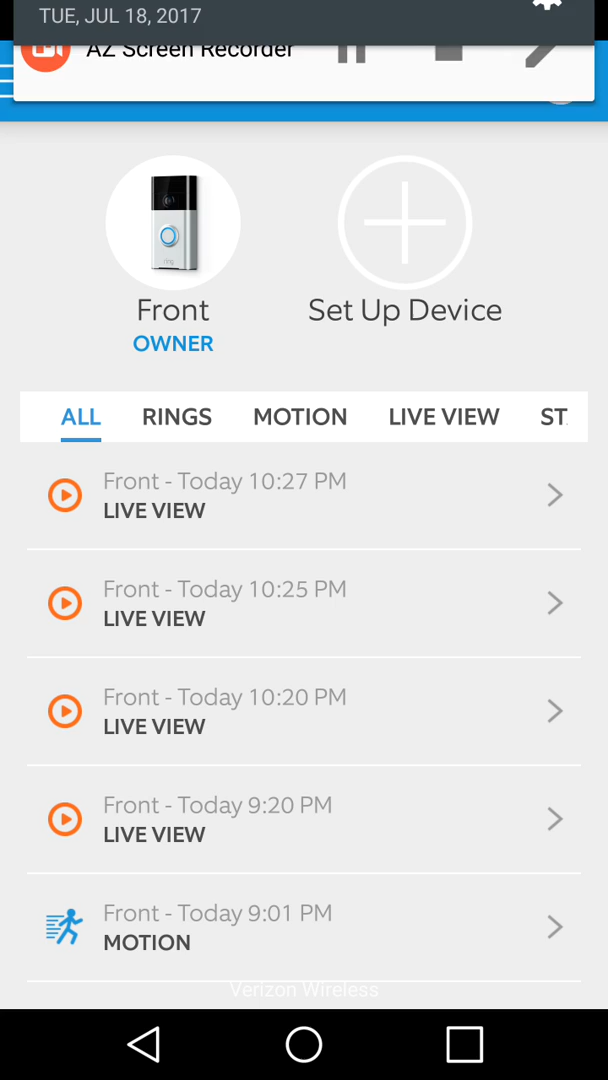 TUE, JUL 18, 2017
AZ Screen Recorder
ring
Front
Set Up Device
OWNER
ALL RINGS MOTION LIVE VIEW ST
Front - Today 10:27 PM
LIVE VIEW
Front - Today 10:25 PM
LIVE VIEW
Front - Today 10:20 PM
LIVE VIEW
Front - Today 9:20 PM
LIVE VIEW
Front - Today 9:01 PM
MOTION
Verizon Wireless